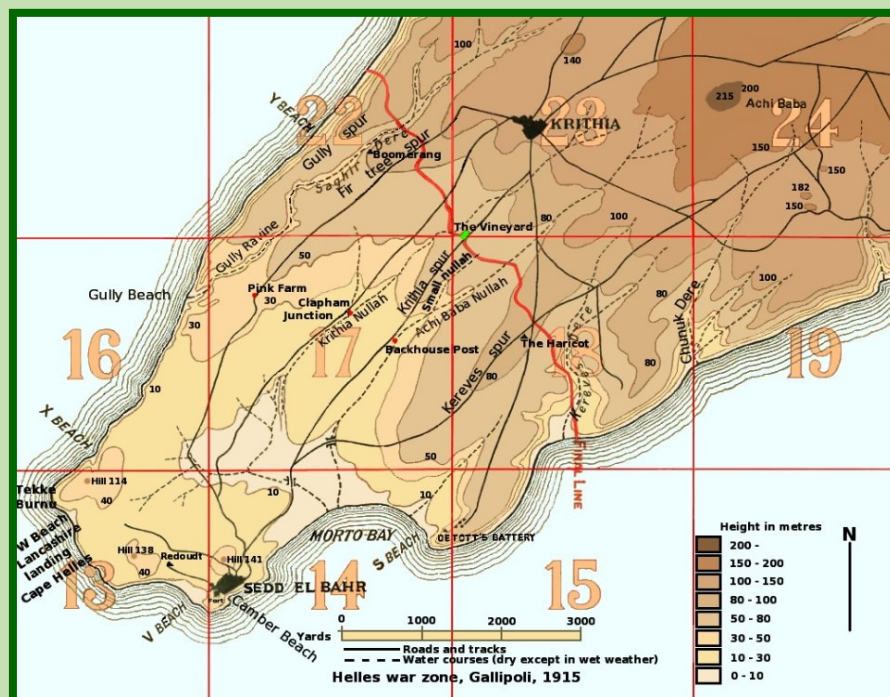 100
140
215
200
Achi Baba
22
23
24
Y BEACH
KRITHIA
Gully spur
Saghir Dere
Boomerang
Fir tree spur
150
150
182
150
The Vineyard
80
100
Gully Ravine
50
Krithia spur
Small nullah
100
Gully Beach
Pink Farm
30
Clapham
Junction
Krithia Nullah
Achi Baba Nullah
80
Chunuk Dere
30
16
17
18
19
Backhouse Post
The Haricot
Kereves spur
80
80
Kereves Dere
10
X BEACH
50
FINAL LINE
Tekke
Burnu
Hill 114
40
10
10
W Beach
Lancashire
landing
Cape Helles
MORTO BAY
S BEACH
DE TOTT'S BATTERY
Hill 138
Redoudt
Hill 141
40
13
14
15
SEDD EL BAHR
Fort
V BEACH
Camber Beach
Height in metres
200 -
150 - 200
100 - 150
80 - 100
50 - 80
30 - 50
10 - 30
0 - 10
N
0
1000
2000
3000
Yards
Roads and tracks
Water courses (dry except in wet weather)
Helles war zone, Gallipoli, 1915